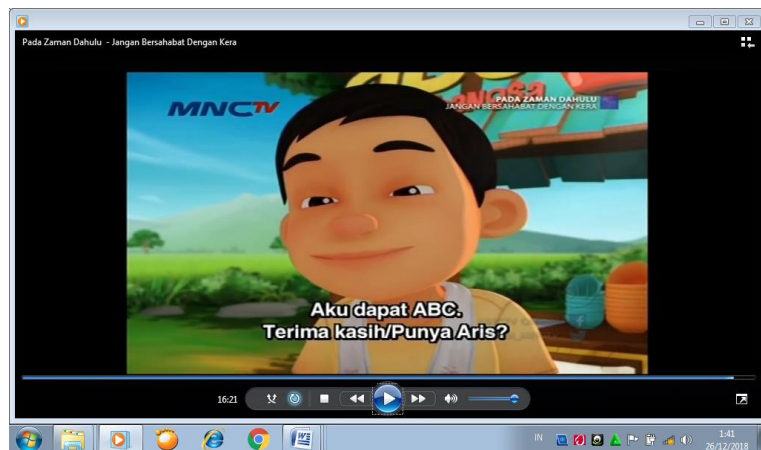 Pada Zaman Dahulu - Jangan Bersahabat Dengan Kera
MNCTV
PADA ZAMAN DAHULU
JANGAN BERSAHABAT DENGAN KERA
Aku dapat ABC.
Terima kasih/Punya Aris?
16:21
IN
1:41
26/12/2018